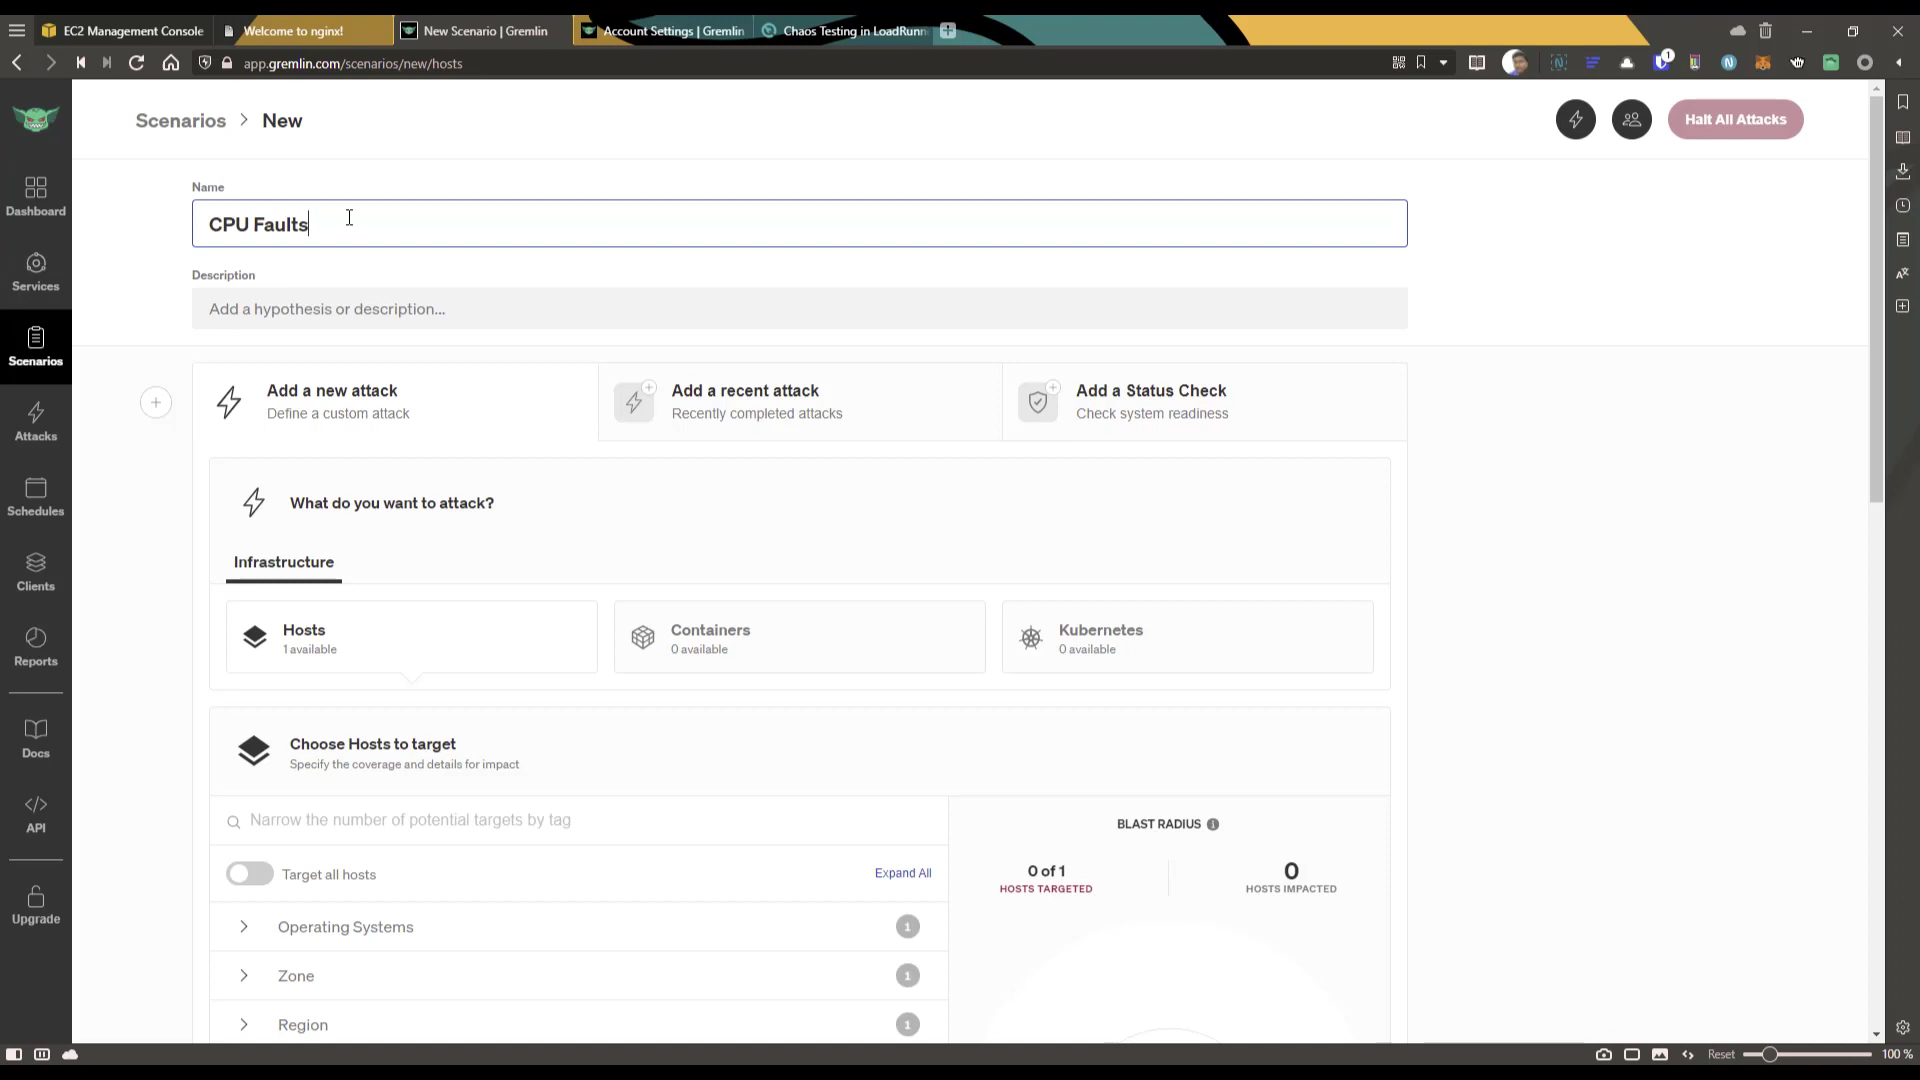 EC2 Management Console
Welcome to nginx!
New Scenario | Gremlin
Account Settings | Gremlin
Chaos Testing in LoadRunn
app.gremlin.com/scenarios/new/hosts
1
Scenarios > New
Halt All Attacks
Dashboard
Services
Scenarios
Attacks
Schedules
Clients
Reports
Docs
API
Upgrade
Name
CPU Faults
Description
Add a hypothesis or description...
Add a new attack
Define a custom attack
Add a recent attack
Recently completed attacks
Add a Status Check
Check system readiness
What do you want to attack?
Infrastructure
Hosts
1 available
Containers
0 available
Kubernetes
0 available
Choose Hosts to target
Specify the coverage and details for impact
Narrow the number of potential targets by tag
Target all hosts
Expand All
Operating Systems
1
Zone
1
Region
1
BLAST RADIUS
0 of 1
HOSTS TARGETED
0
HOSTS IMPACTED
Reset
100 %